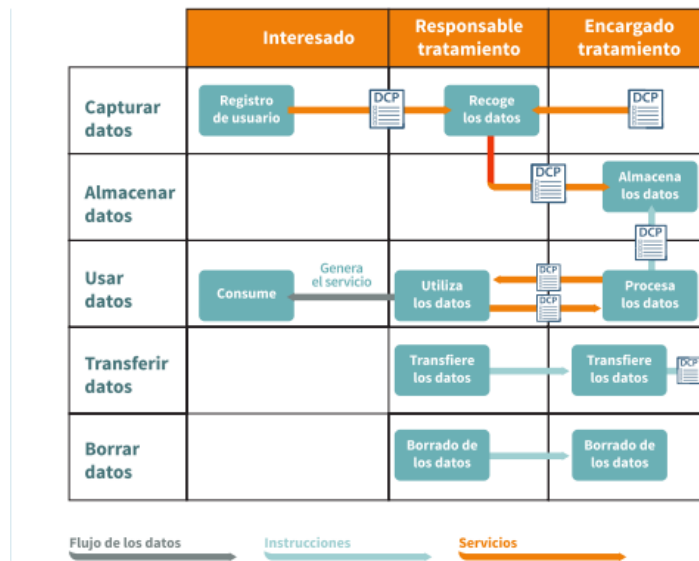 Interesado
Responsable
tratamiento
Encargado
tratamiento
Capturar
datos
Registro
de usuario
DCP
Recoge
los datos
DCP
Almacenar
datos
DCP
Almacena
los datos
DCP
Usar
datos
Consume
Genera
el servicio
Utiliza
los datos
DCP
DCP
Procesa
los datos
Transferir
datos
Transfiere
los datos
Transfiere
los datos
DCP
Borrar
datos
Borrado de
los datos
Borrado de
los datos
Flujo de los datos
Instrucciones
Servicios